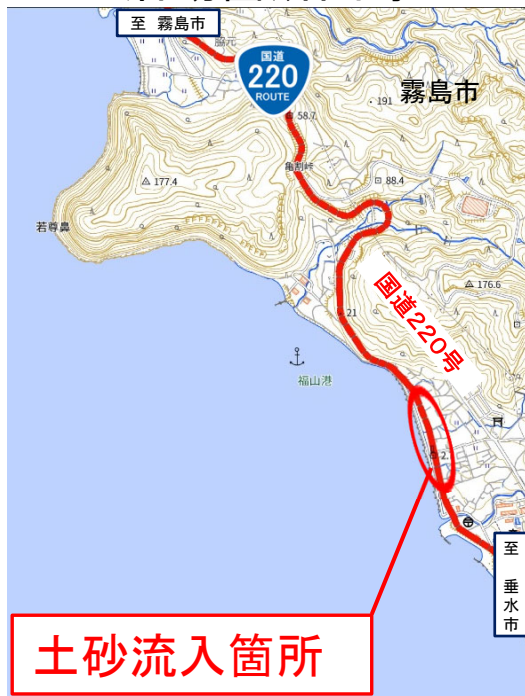 至 霧島市
脇元
国道
220
ROUTE
霧島市
191
58.7
亀割峠
177.4
88.4
若尊鼻
176.6
国道220号
21
福山港
2.
至 垂水市
土砂流入箇所